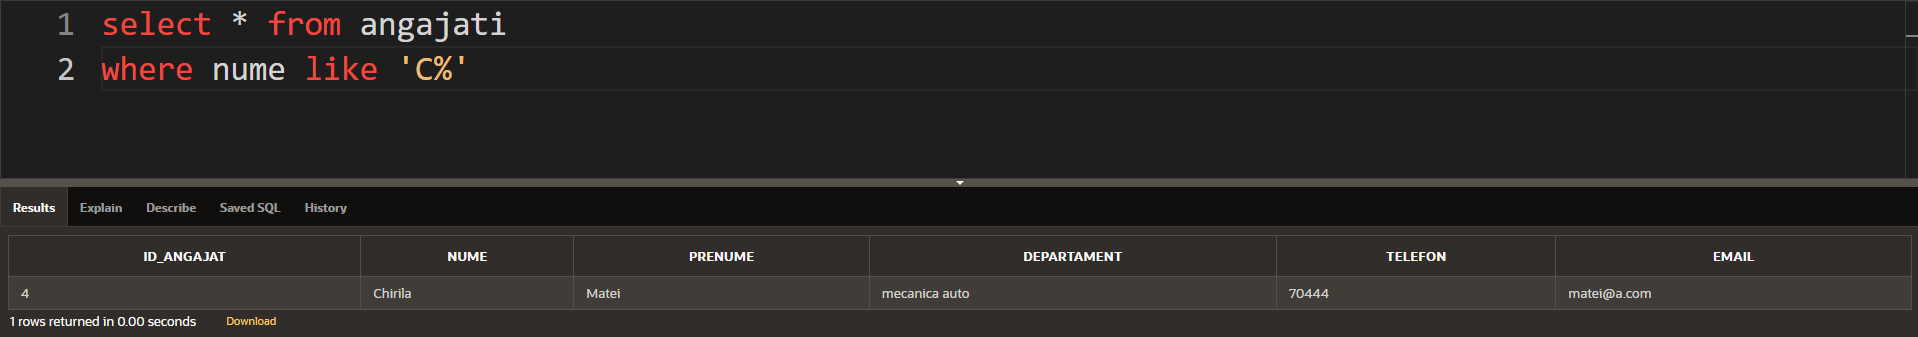 1 select * from angajati
2 where nume like 'C%'
Results Explain Describe Saved SQL History
ID_ANGAJAT NUME PRENUME DEPARTAMENT TELEFON EMAIL
4 Chirila Matei mecanica auto 70444 matei@a.com
1 rows returned in 0.00 seconds Download